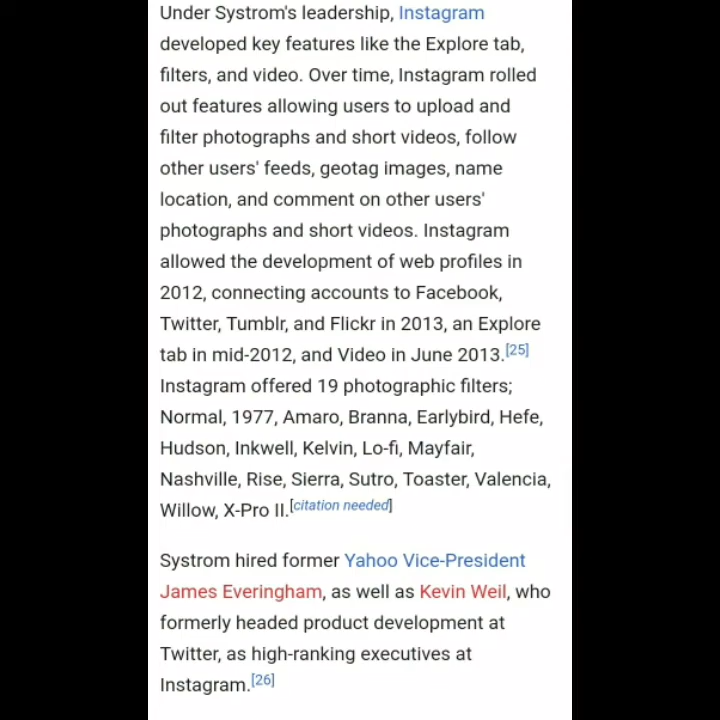 Under Systrom's leadership, Instagram
developed key features like the Explore tab,
filters, and video. Over time, Instagram rolled
out features allowing users to upload and
filter photographs and short videos, follow
other users' feeds, geotag images, name
location, and comment on other users'
photographs and short videos. Instagram
allowed the development of web profiles in
2012, connecting accounts to Facebook,
Twitter, Tumblr, and Flickr in 2013, an Explore
tab in mid-2012, and Video in June 2013.[25]
Instagram offered 19 photographic filters;
Normal, 1977, Amaro, Branna, Earlybird, Hefe,
Hudson, Inkwell, Kelvin, Lo-fi, Mayfair,
Nashville, Rise, Sierra, Sutro, Toaster, Valencia,
Willow, X-Pro II.[citation needed]
Systrom hired former Yahoo Vice-President
James Everingham, as well as Kevin Weil, who
formerly headed product development at
Twitter, as high-ranking executives at
Instagram.[26]